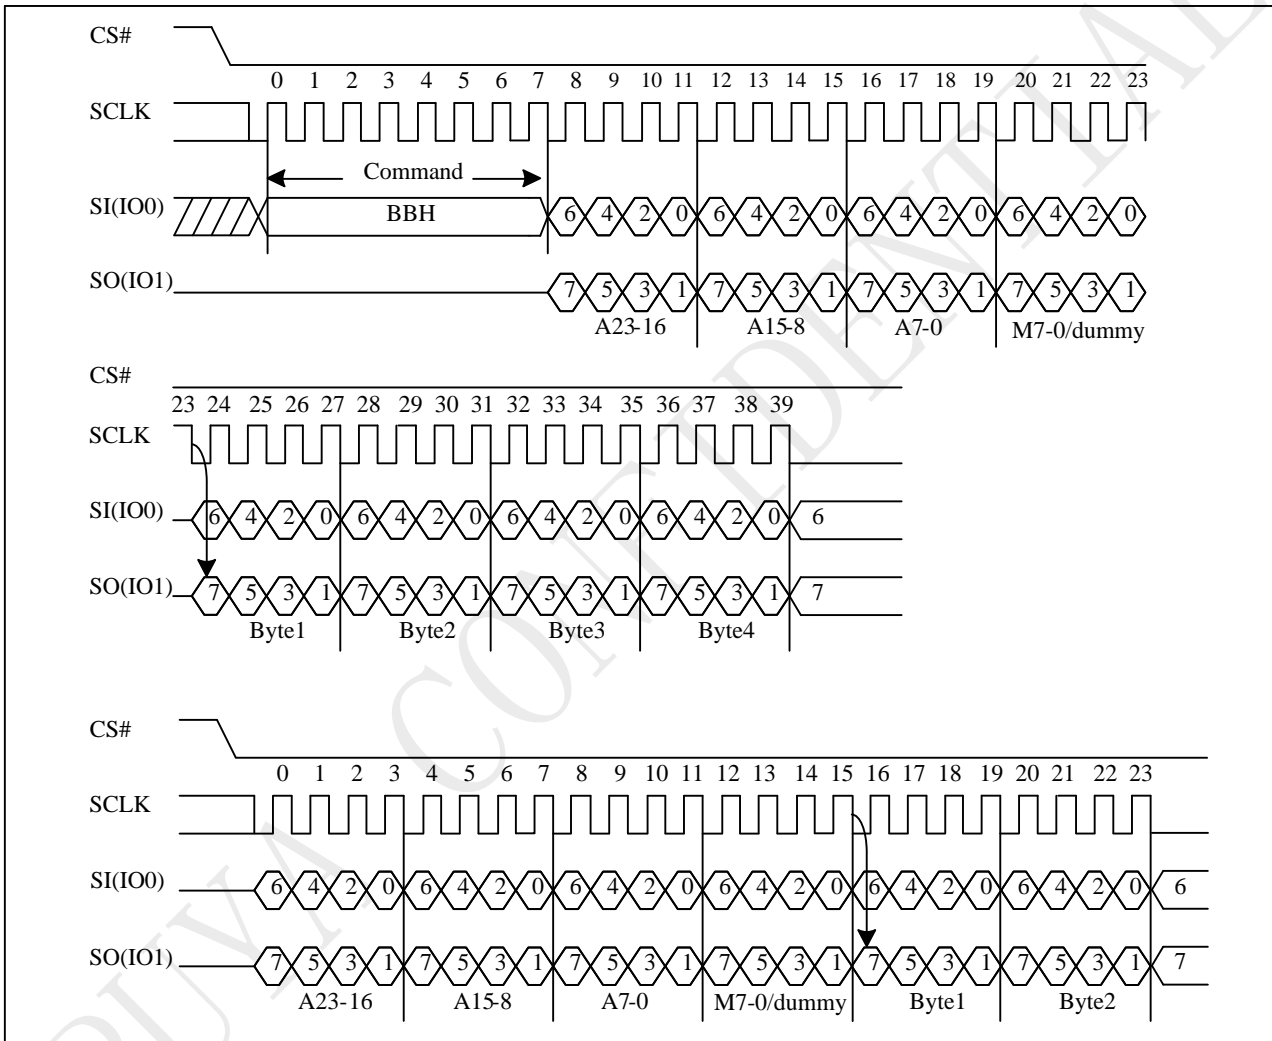 CS#
0 1 2 3 4 5 6 7 8 9 10 11 12 13 14 15 16 17 18 19 20 21 22 23
SCLK
Command
SI(IO0) BBH 6 4 2 0 6 4 2 0 6 4 2 0 6 4 2 0
SO(IO1) 7 5 3 1 7 5 3 1 7 5 3 1 7 5 3 1
A23-16 A15-8 A7-0 M7-0/dummy
CS#
23 24 25 26 27 28 29 30 31 32 33 34 35 36 37 38 39
SCLK
SI(IO0) 6 4 2 0 6 4 2 0 6 4 2 0 6 4 2 0 6
SO(IO1) 7 5 3 1 7 5 3 1 7 5 3 1 7 5 3 1 7
Byte1 Byte2 Byte3 Byte4
CS#
0 1 2 3 4 5 6 7 8 9 10 11 12 13 14 15 16 17 18 19 20 21 22 23
SCLK
SI(IO0) 6 4 2 0 6 4 2 0 6 4 2 0 6 4 2 0 6 4 2 0 6 4 2 0 6
SO(IO1) 7 5 3 1 7 5 3 1 7 5 3 1 7 5 3 1 7 5 3 1 7 5 3 1 7
A23-16 A15-8 A7-0 M7-0/dummy Byte1 Byte2
PUYA CONFIDENTIAL